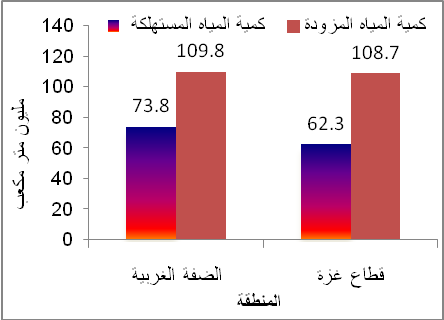 كمية المياه المستهلكة
كمية المياه المزودة
مليون متر مكعب
140
120
100
80
60
40
20
0
73.8
109.8
62.3
108.7
الضفة الغربية
قطاع غزة
المنطقة